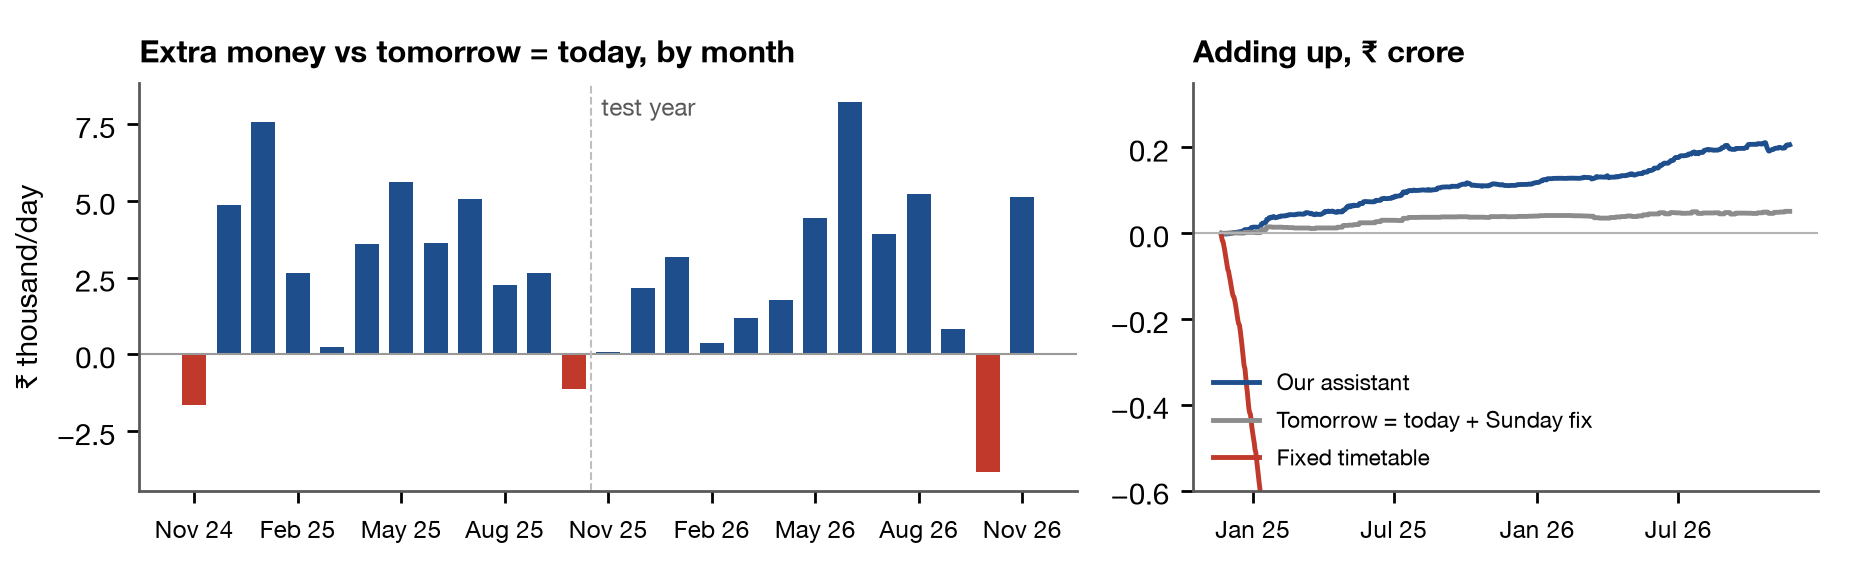 Extra money vs tomorrow = today, by month
₹ thousand/day
7.5
5.0
2.5
0.0
−2.5
test year
Nov 24 Feb 25 May 25 Aug 25 Nov 25 Feb 26 May 26 Aug 26 Nov 26
Adding up, ₹ crore
0.2
0.0
−0.2
−0.4
−0.6
Our assistant
Tomorrow = today + Sunday fix
Fixed timetable
Jan 25 Jul 25 Jan 26 Jul 26